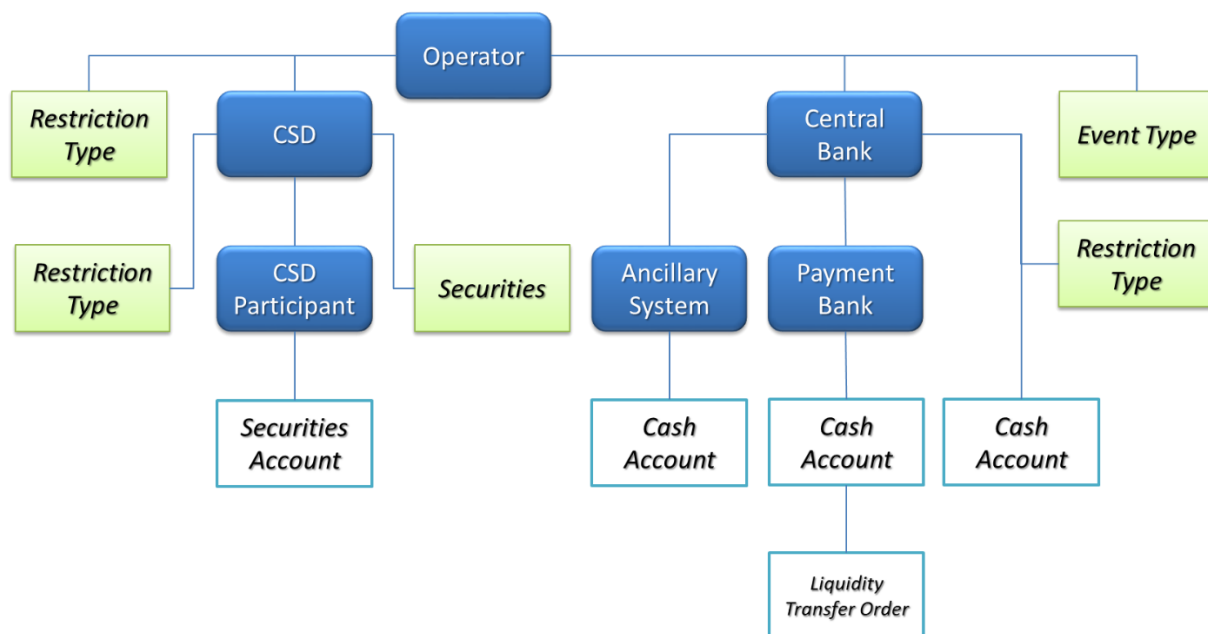 Operator
Restriction
Type
CSD
Central
Bank
Event Type
Restriction
Type
CSD
Participant
Securities
Ancillary
System
Payment
Bank
Restriction
Type
Securities
Account
Cash
Account
Cash
Account
Cash
Account
Liquidity
Transfer Order